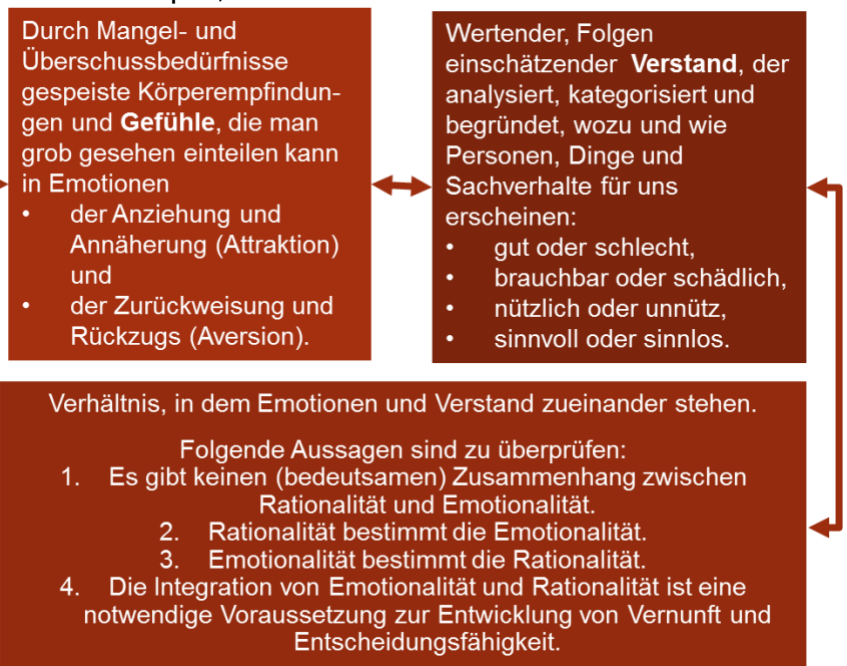 Durch Mangel- und
Überschussbedürfnisse
gespeiste Körperempfindun-
gen und Gefühle, die man
grob gesehen einteilen kann
in Emotionen
• der Anziehung und
Annäherung (Attraktion)
und
• der Zurückweisung und
Rückzugs (Aversion).
Wertender, Folgen
einschätzender Verstand, der
analysiert, kategorisiert und
begründet, wozu und wie
Personen, Dinge und
Sachverhalte für uns
erscheinen:
• gut oder schlecht,
• brauchbar oder schädlich,
• nützlich oder unnütz,
• sinnvoll oder sinnlos.
Verhältnis, in dem Emotionen und Verstand zueinander stehen.
Folgende Aussagen sind zu überprüfen:
1. Es gibt keinen (bedeutsamen) Zusammenhang zwischen
Rationalität und Emotionalität.
2. Rationalität bestimmt die Emotionalität.
3. Emotionalität bestimmt die Rationalität.
4. Die Integration von Emotionalität und Rationalität ist eine
notwendige Voraussetzung zur Entwicklung von Vernunft und
Entscheidungsfähigkeit.